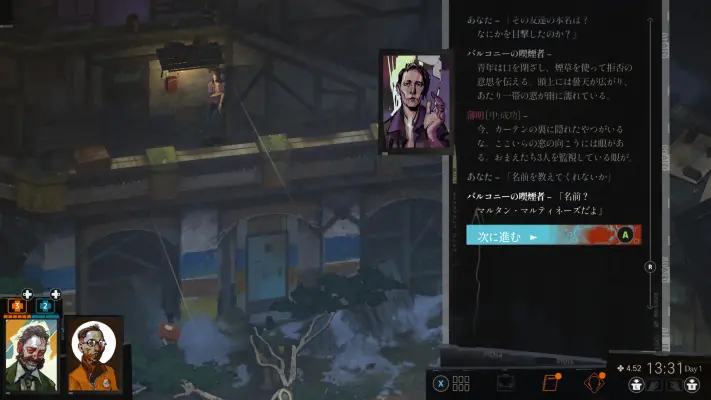 あなた – 「その友達の本名は？
なにかを目撃したのか？」
バルコニーの喫煙者 –
青年は口を閉ざし、煙草を使って拒否の
意思を伝える。頭上には曇天が広がり、
あたり一帯の窓が雨に濡れている。
薄明[中:成功] –
今、カーテンの裏に隠れたやつがいる
な。ここいらの窓の向こうには眼があ
る。おまえたち3人を監視している眼が。
あなた – 「名前を教えてくれないか」
バルコニーの喫煙者 – 「名前？
マルタン・マルティネーズだよ」
次に進む ► A
R
3 2
X
4.52 13:31 Day 1